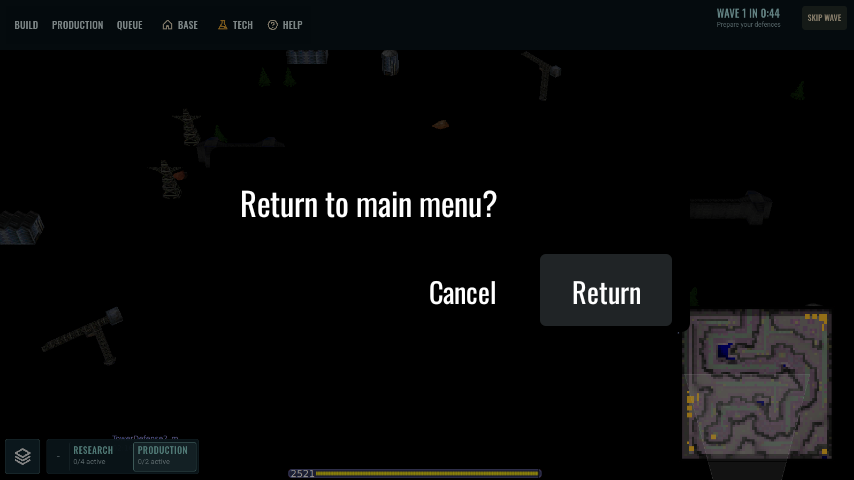 BUILD PRODUCTION QUEUE BASE TECH HELP
WAVE 1 IN 0:44
Prepare your defences
SKIP WAVE
Return to main menu?
Cancel Return
TowerDefense2_m
RESEARCH
0/4 active
PRODUCTION
0/2 active
2521